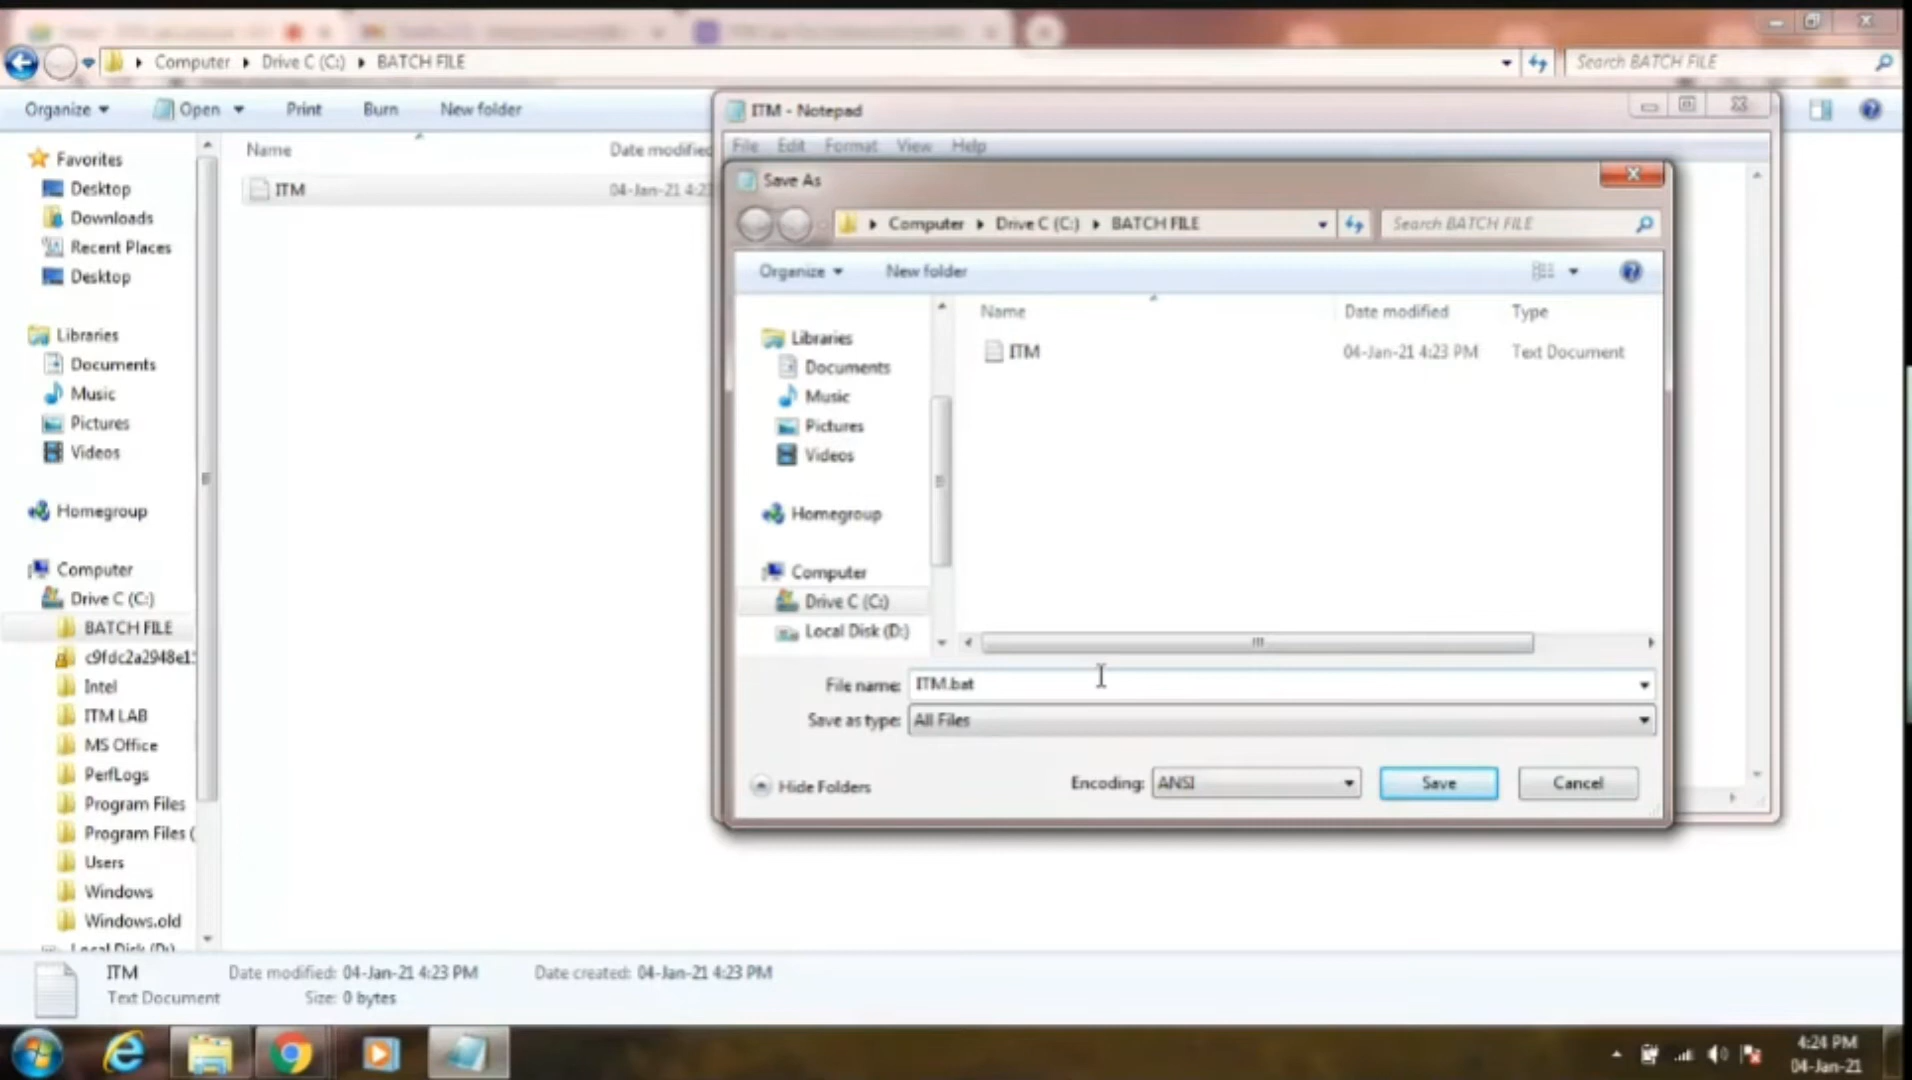 Computer ▸ Drive C (C:) ▸ BATCH FILE
Search BATCH FILE
Organize Open Print Burn New folder
Name Date modified
ITM 04-Jan-21 4:2
Favorites
Desktop
Downloads
Recent Places
Desktop
Libraries
Documents
Music
Pictures
Videos
Homegroup
Computer
Drive C (C:)
BATCH FILE
c9fdc2a2948e1
Intel
ITM LAB
MS Office
PerfLogs
Program Files
Program Files (
Users
Windows
Windows.old
Local Disk (D:)
ITM - Notepad
File Edit Format View Help
Save As
Computer ▸ Drive C (C:) ▸ BATCH FILE
Search BATCH FILE
Organize New folder
Name Date modified Type
ITM 04-Jan-21 4:23 PM Text Document
Libraries
Documents
Music
Pictures
Videos
Homegroup
Computer
Drive C (C:)
Local Disk (D:)
File name: ITM.bat
Save as type: All Files
Hide Folders
Encoding: ANSI Save Cancel
ITM Date modified: 04-Jan-21 4:23 PM Date created: 04-Jan-21 4:23 PM
Text Document Size: 0 bytes
4:24 PM
04-Jan-21